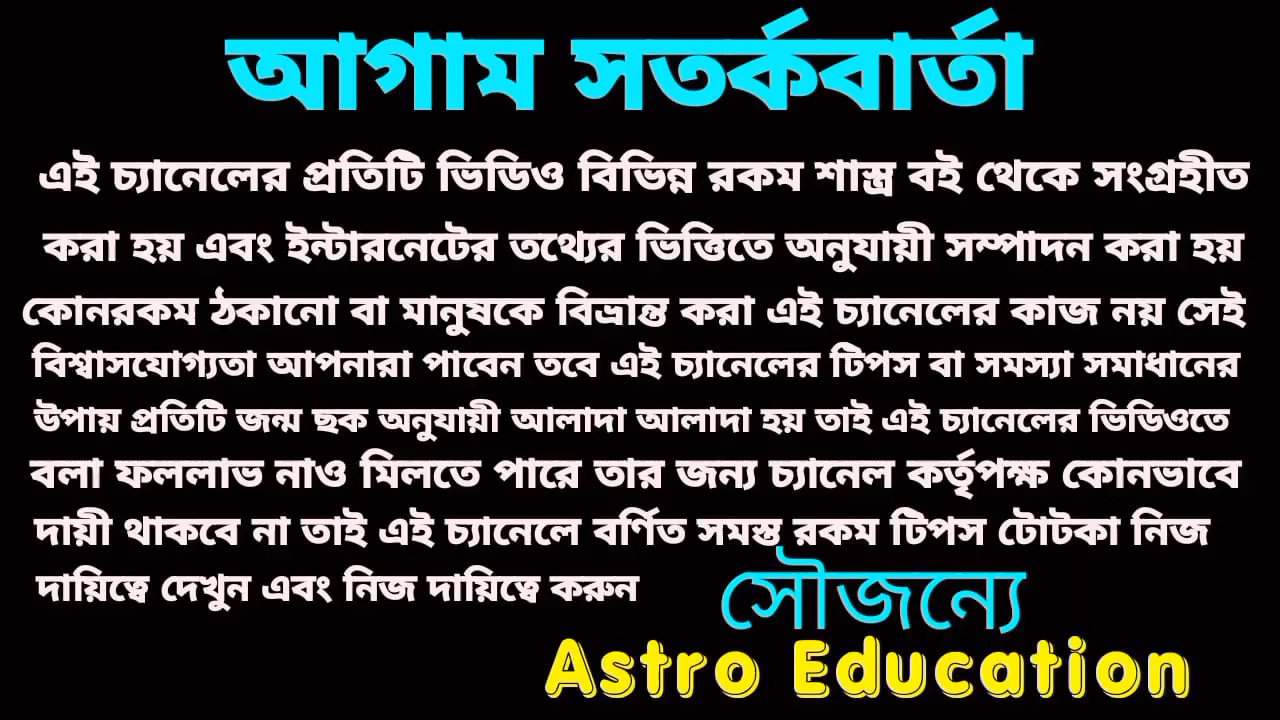 আগাম সতর্কবার্তা
এই চ্যানেলের প্রতিটি ভিডিও বিভিন্ন রকম শাস্ত্র বই থেকে সংগ্রহীত
করা হয় এবং ইন্টারনেটের তথ্যের ভিত্তিতে অনুযায়ী সম্পাদন করা হয়
কোনরকম ঠকানো বা মানুষকে বিভ্রান্ত করা এই চ্যানেলের কাজ নয় সেই
বিশ্বাসযোগ্যতা আপনারা পাবেন তবে এই চ্যানেলের টিপস বা সমস্যা সমাধানের
উপায় প্রতিটি জন্ম ছক অনুযায়ী আলাদা আলাদা হয় তাই এই চ্যানেলের ভিডিওতে
বলা ফললাভ নাও মিলতে পারে তার জন্য চ্যানেল কর্তৃপক্ষ কোনভাবে
দায়ী থাকবে না তাই এই চ্যানেলে বর্ণিত সমস্ত রকম টিপস টোটকা নিজ
দায়িত্বে দেখুন এবং নিজ দায়িত্বে করুন
সৌজন্যে
Astro Education